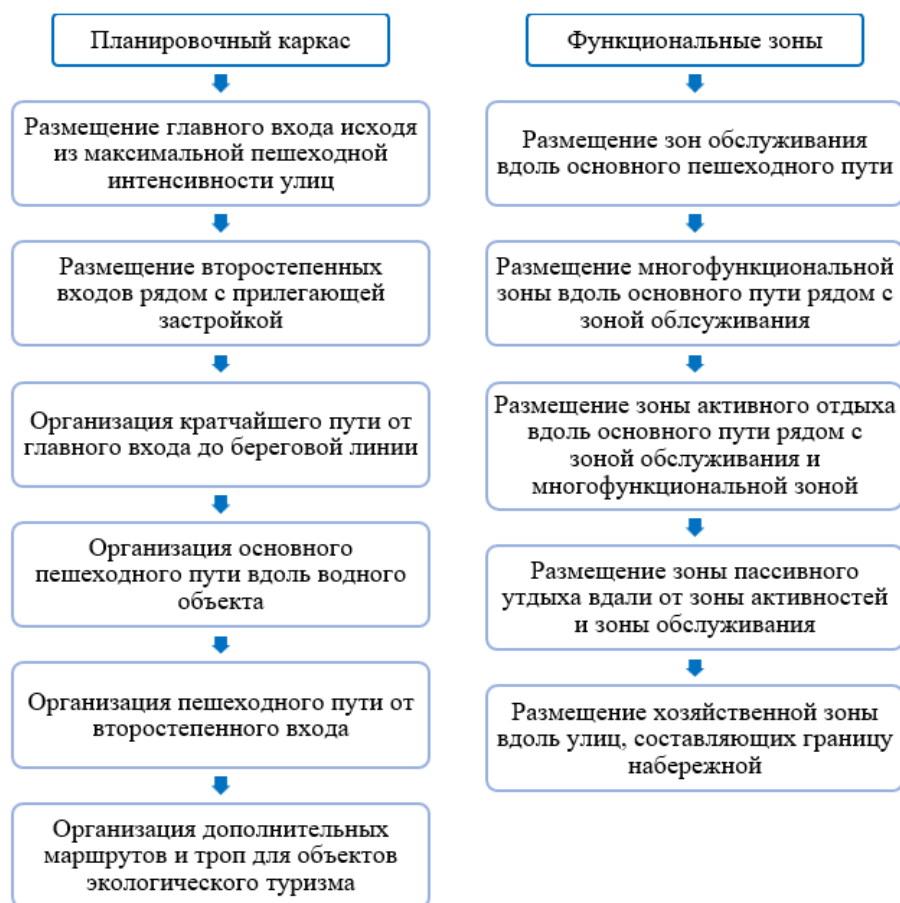 Планировочный каркас
Размещение главного входа исходя
из максимальной пешеходной
интенсивности улиц
Размещение второстепенных
входов рядом с прилегающей
застройкой
Организация кратчайшего пути от
главного входа до береговой линии
Организация основного
пешеходного пути вдоль водного
объекта
Организация пешеходного пути от
второстепенного входа
Организация дополнительных
маршрутов и троп для объектов
экологического туризма
Функциональные зоны
Размещение зон обслуживания
вдоль основного пешеходного пути
Размещение многофункциональной
зоны вдоль основного пути рядом с
зоной облсуживания
Размещение зоны активного отдыха
вдоль основного пути рядом с
зоной обслуживания и
многофункциональной зоной
Размещение зоны пассивного
утдыха вдали от зоны активностей
и зоны обслуживания
Размещение хозяйственной зоны
вдоль улиц, составляющих границу
набережной